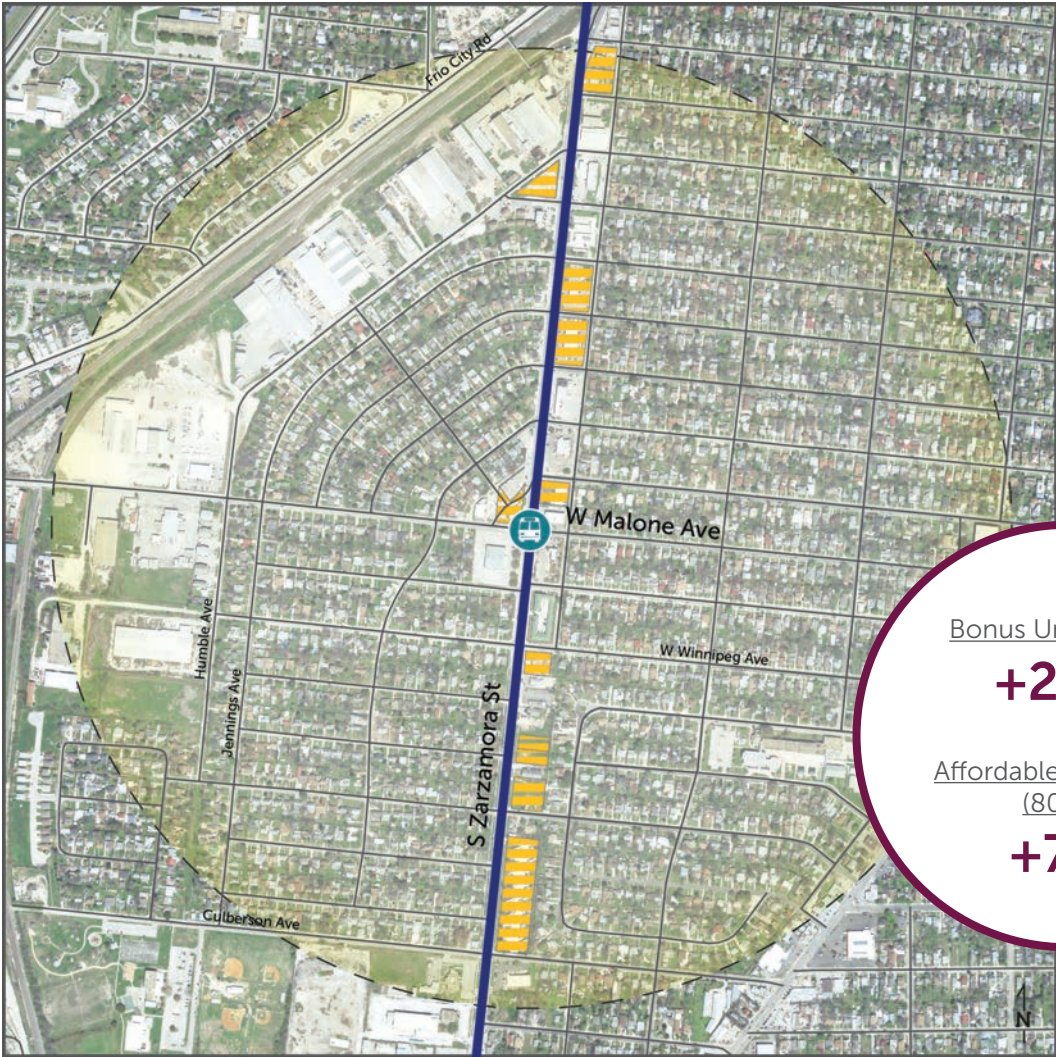 Frio City Rd
W Malone Ave
Humble Ave
Jennings Ave
W Winnipeg Ave
S Zarzamora St
Culberson Ave
Bonus
+2
Affordable
(80
+7
N